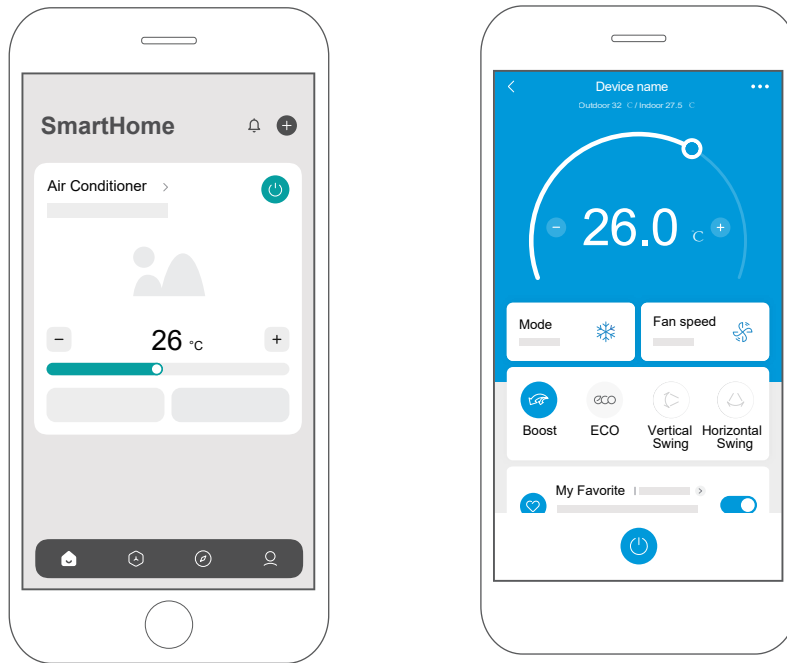 SmartHome
Air Conditioner
26 °C
Device name
Outdoor 32 ℃ / Indoor 27.5 ℃
26.0 ℃
Mode
Fan speed
eco
Boost
ECO
Vertical
Swing
Horizontal
Swing
My Favorite